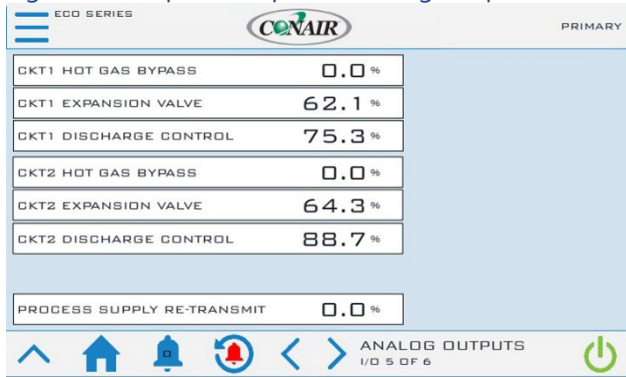 ECO SERIES
CONAIR
PRIMARY
CKT1 HOT GAS BYPASS 0.0 %
CKT1 EXPANSION VALVE 62.1 %
CKT1 DISCHARGE CONTROL 75.3 %
CKT2 HOT GAS BYPASS 0.0 %
CKT2 EXPANSION VALVE 64.3 %
CKT2 DISCHARGE CONTROL 88.7 %
PROCESS SUPPLY RE-TRANSMIT 0.0 %
0
ANALOG OUTPUTS
I/O 5 OF 6